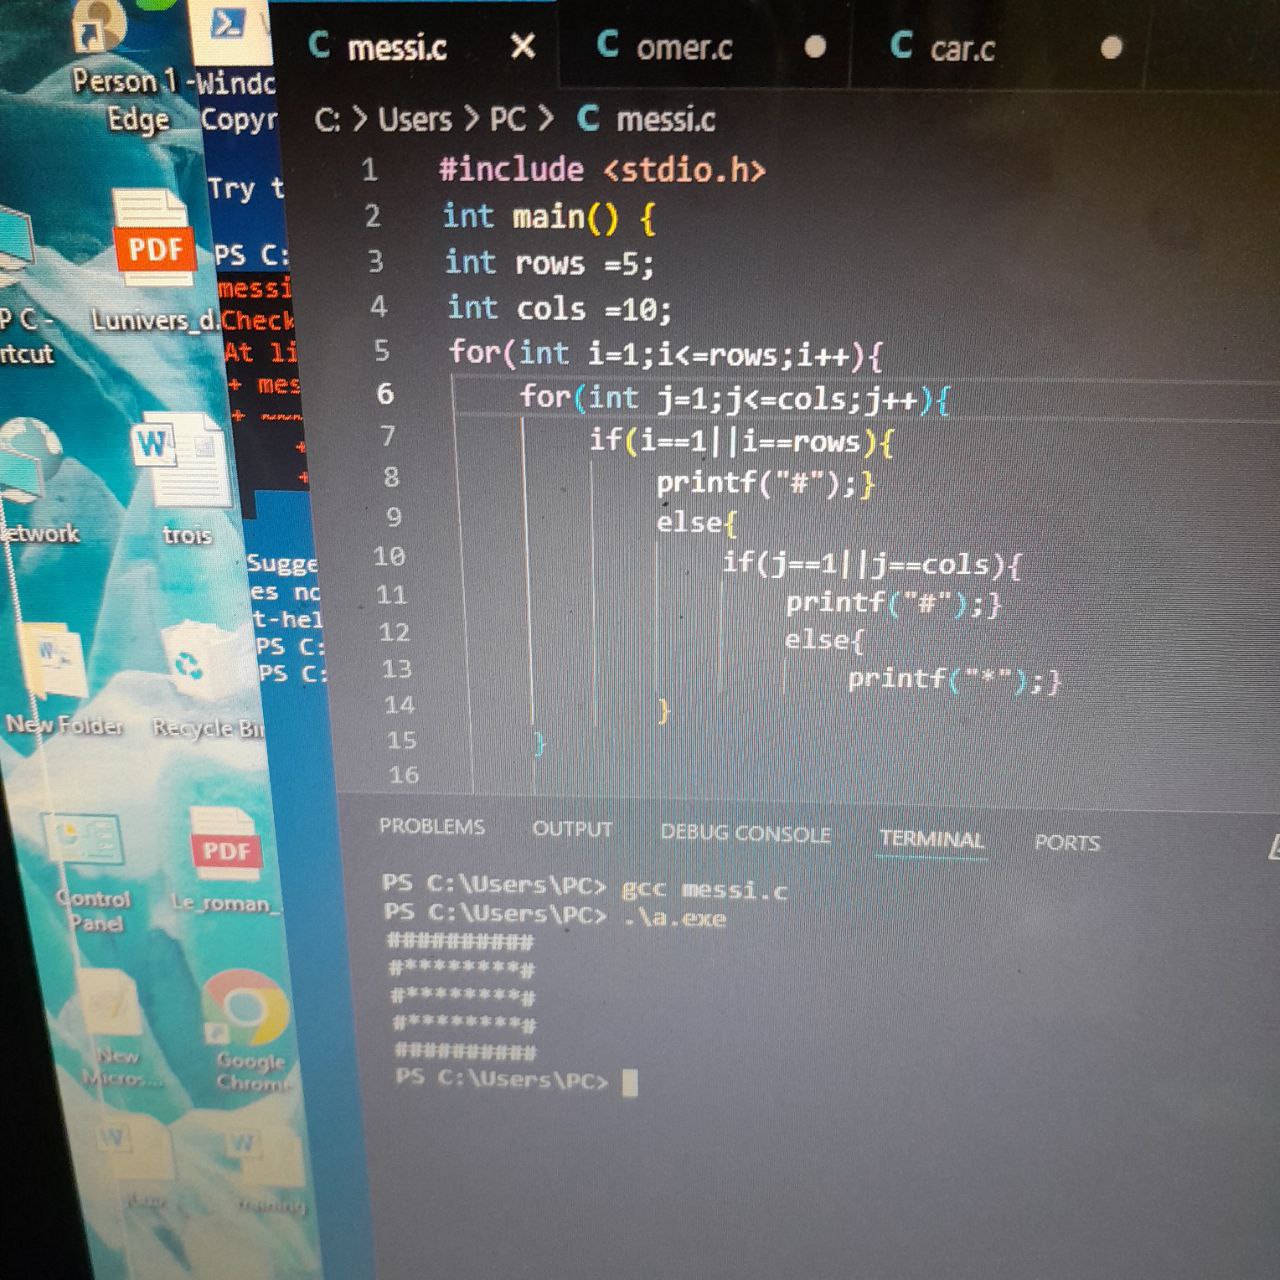 Person 1 -
Edge
Windc
Copyr
Try t
PS C:
messi
Check
At li
+ mes
+ ~~~~
+
+
Sugge
es nc
t-hel
PS C:
PS C:
PDF
P C -
rtcut
Lunivers_d.
W
etwork
trois
New Folder
Recycle Bin
PDF
Control
Panel
Le_roman_
New
Micros...
Google
Chrome
W
W
Training
C messi.c × C omer.c ● C car.c ●
C: > Users > PC > C messi.c
1 #include <stdio.h>
2 int main() {
3 int rows =5;
4 int cols =10;
5 for(int i=1;i<=rows;i++){
6 for(int j=1;j<=cols;j++){
7 if(i==1||i==rows){
8 printf("#");}
9 else{
10 if(j==1||j==cols){
11 printf("#");}
12 else{
13 printf("*");}
14 }
15 }
16
PROBLEMS OUTPUT DEBUG CONSOLE TERMINAL PORTS
PS C:\Users\PC> gcc messi.c
PS C:\Users\PC> .\a.exe
##########
#********#
#********#
#********#
##########
PS C:\Users\PC>